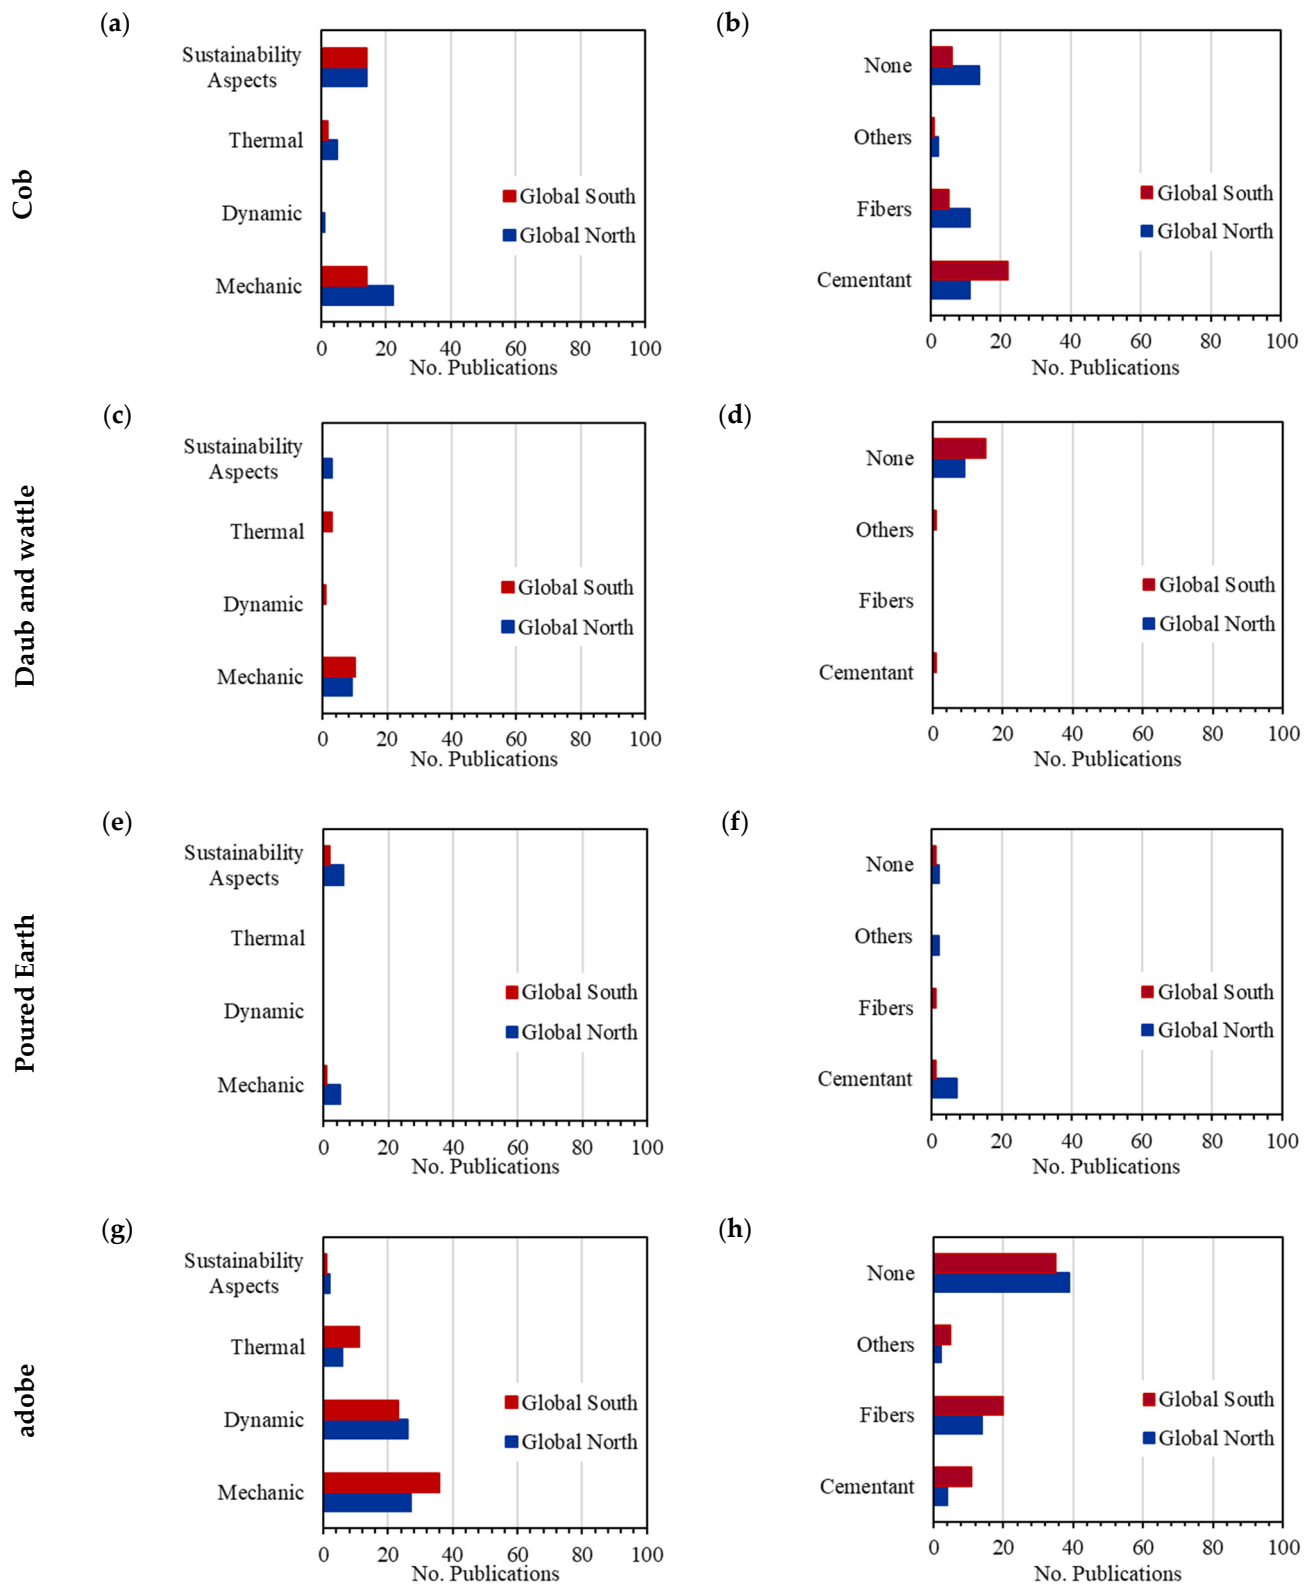 (a)
Sustainability
Aspects
Thermal
Dynamic
Mechanic
Global South
Global North
0 20 40 60 80 100
No. Publications
(b)
None
Others
Fibers
Cementant
Global South
Global North
0 20 40 60 80 100
No. Publications
Cob
(c)
Sustainability
Aspects
Thermal
Dynamic
Mechanic
Global South
Global North
0 20 40 60 80 100
No. Publications
(d)
None
Others
Fibers
Cementant
Global South
Global North
0 20 40 60 80 100
No. Publications
Daub and wattle
(e)
Sustainability
Aspects
Thermal
Dynamic
Mechanic
Global South
Global North
0 20 40 60 80 100
No. Publications
(f)
None
Others
Fibers
Cementant
Global South
Global North
0 20 40 60 80 100
No. Publications
Poured Earth
(g)
Sustainability
Aspects
Thermal
Dynamic
Mechanic
Global South
Global North
0 20 40 60 80 100
No. Publications
(h)
None
Others
Fibers
Cementant
Global South
Global North
0 20 40 60 80 100
No. Publications
adobe